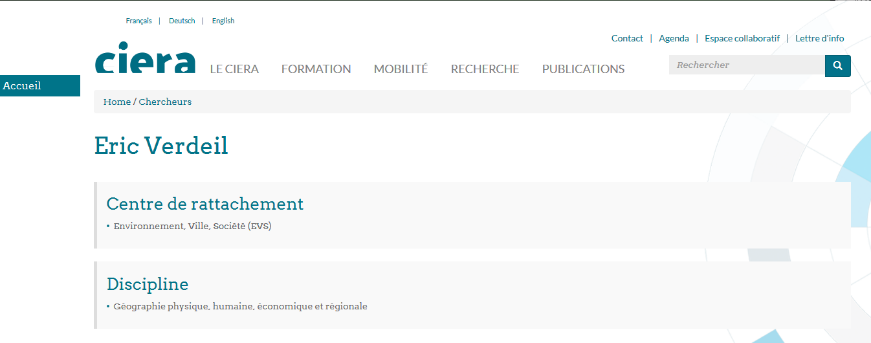 Français | Deutsch | English
Contact | Agenda | Espace collaboratif | Lettre d'info
ciera
LE CIERA FORMATION MOBILITÉ RECHERCHE PUBLICATIONS
Rechercher
Accueil
Home / Chercheurs
Eric Verdeil
Centre de rattachement
• Environnement, Ville, Société (EVS)
Discipline
• Géographie physique, humaine, économique et régionale